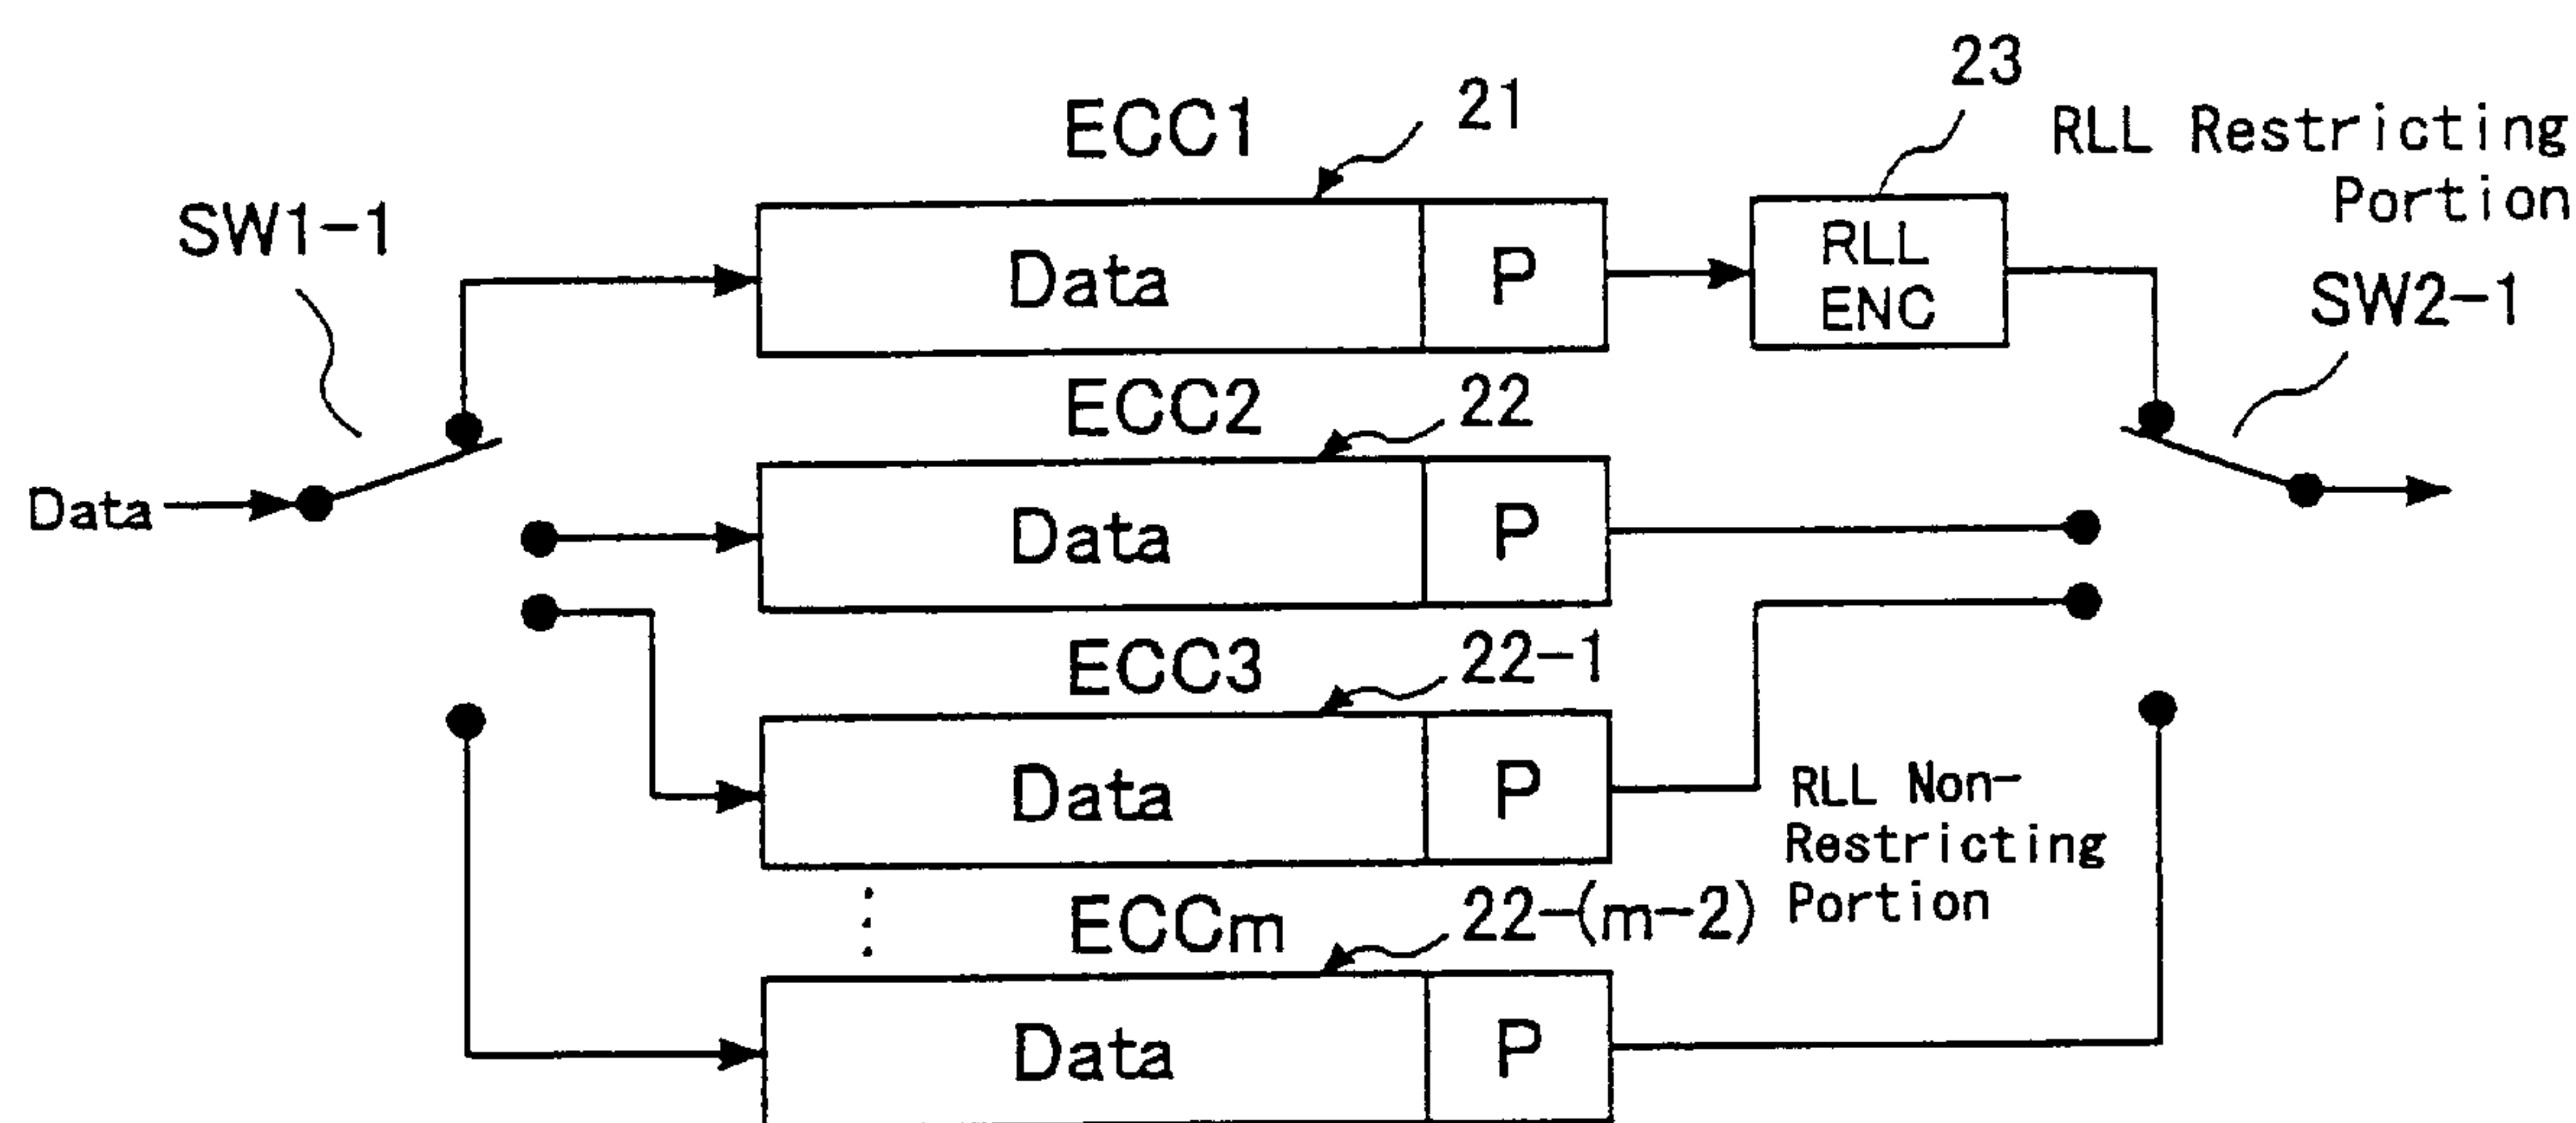 23
ECC1
21
RLL Restricting
Portion
SW1-1
Data
P
RLL
ENC
SW2-1
ECC2
22
Data
Data
P
ECC3
22-1
Data
P
RLL Non-
Restricting
Portion
ECCm
22-(m-2)
Data
P